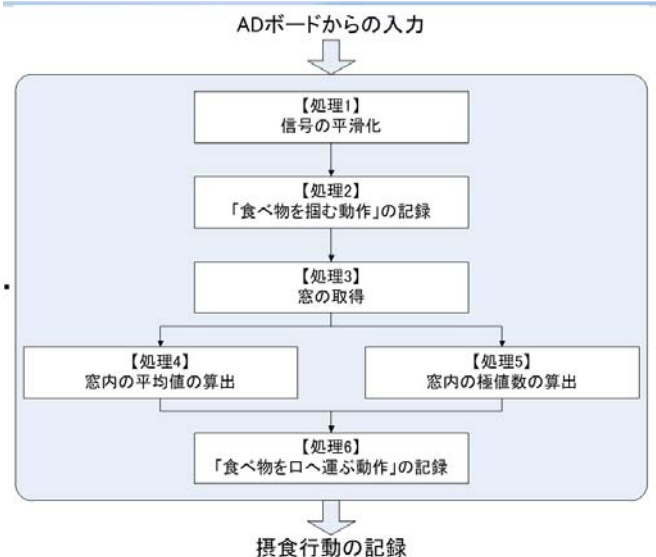 ADボードからの入力
【処理1】
信号の平滑化
【処理2】
「食べ物を掴む動作」の記録
【処理3】
窓の取得
【処理4】
窓内の平均値の算出
【処理5】
窓内の極値数の算出
【処理6】
「食べ物を口へ運ぶ動作」の記録
摂食行動の記録